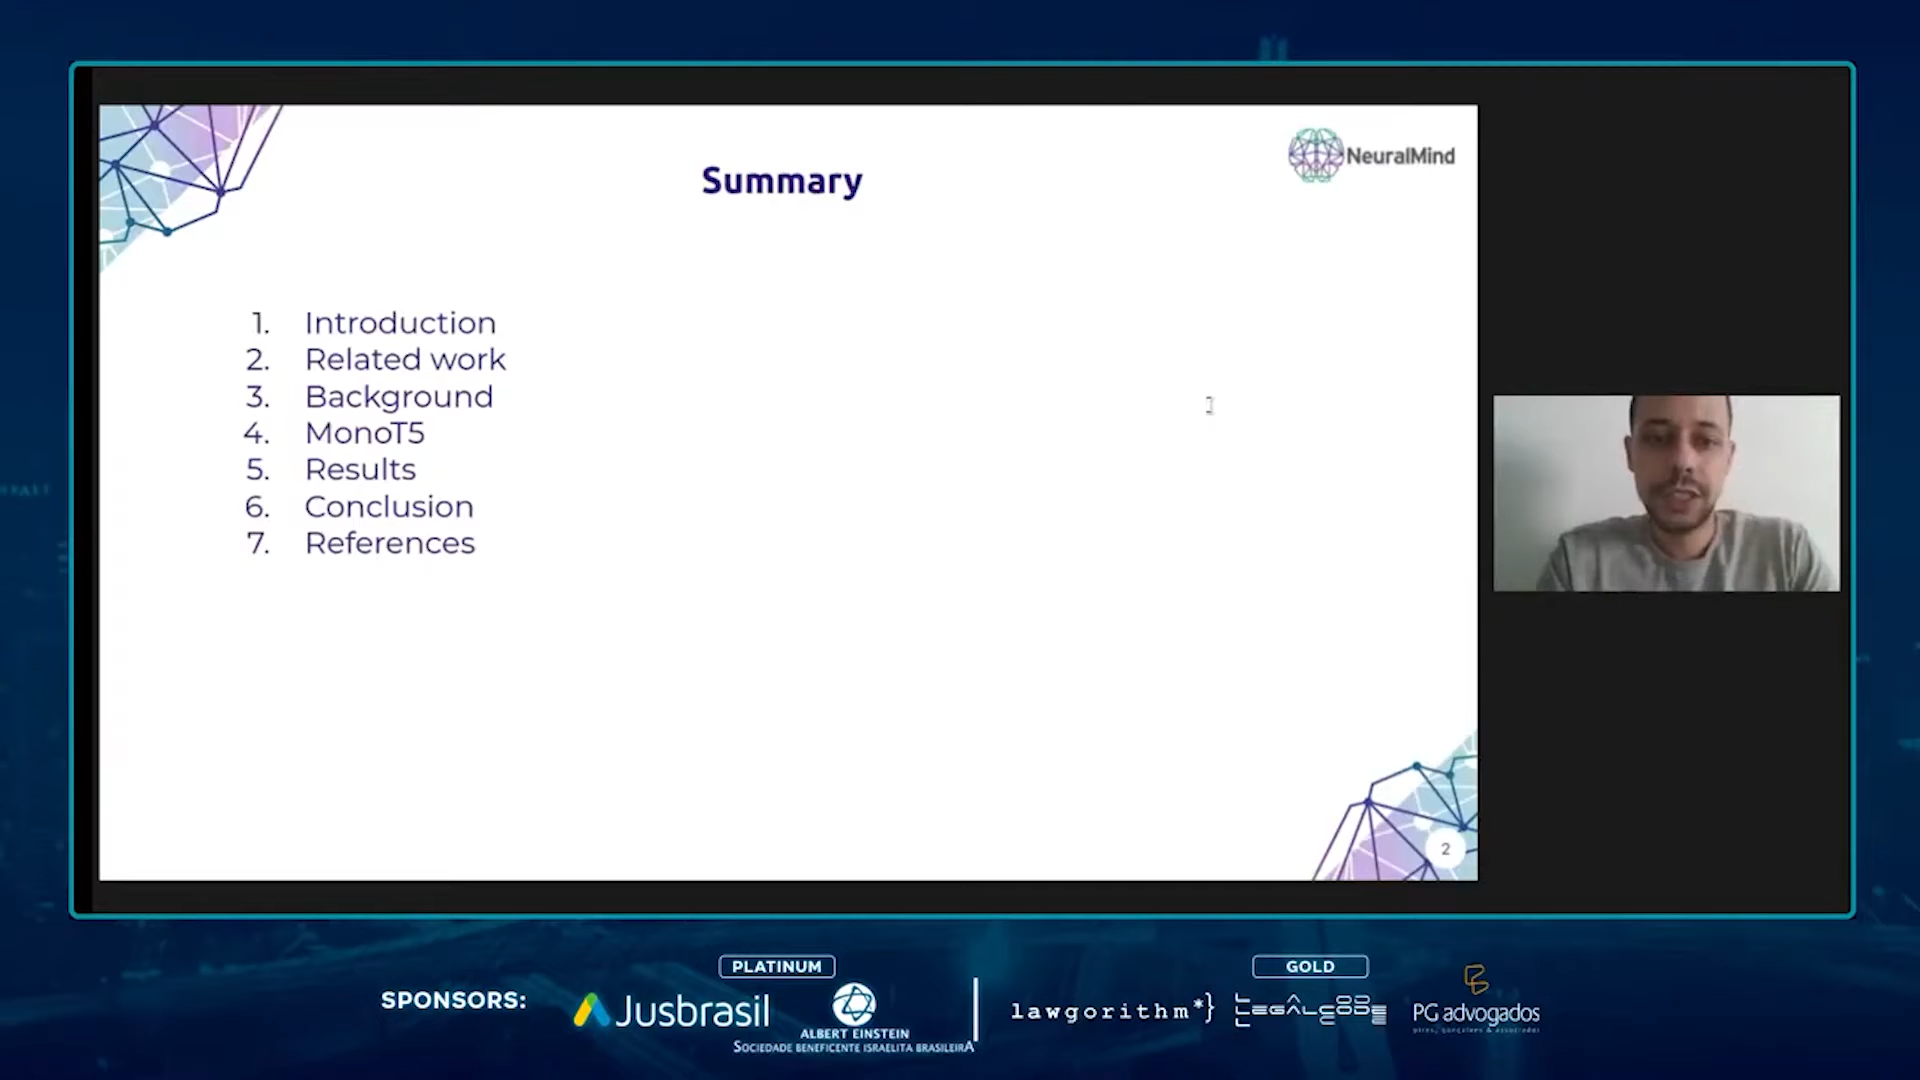 NeuralMind
Summary
1. Introduction
2. Related work
3. Background
4. MonoT5
5. Results
6. Conclusion
7. References
2
SPONSORS:
PLATINUM
Jusbrasil
ALBERT EINSTEIN
SOCIEDADE BENEFICENTE ISRAELITA BRASILEIRA
GOLD
lawgorithm*}
LEGALCODE
PG advogados